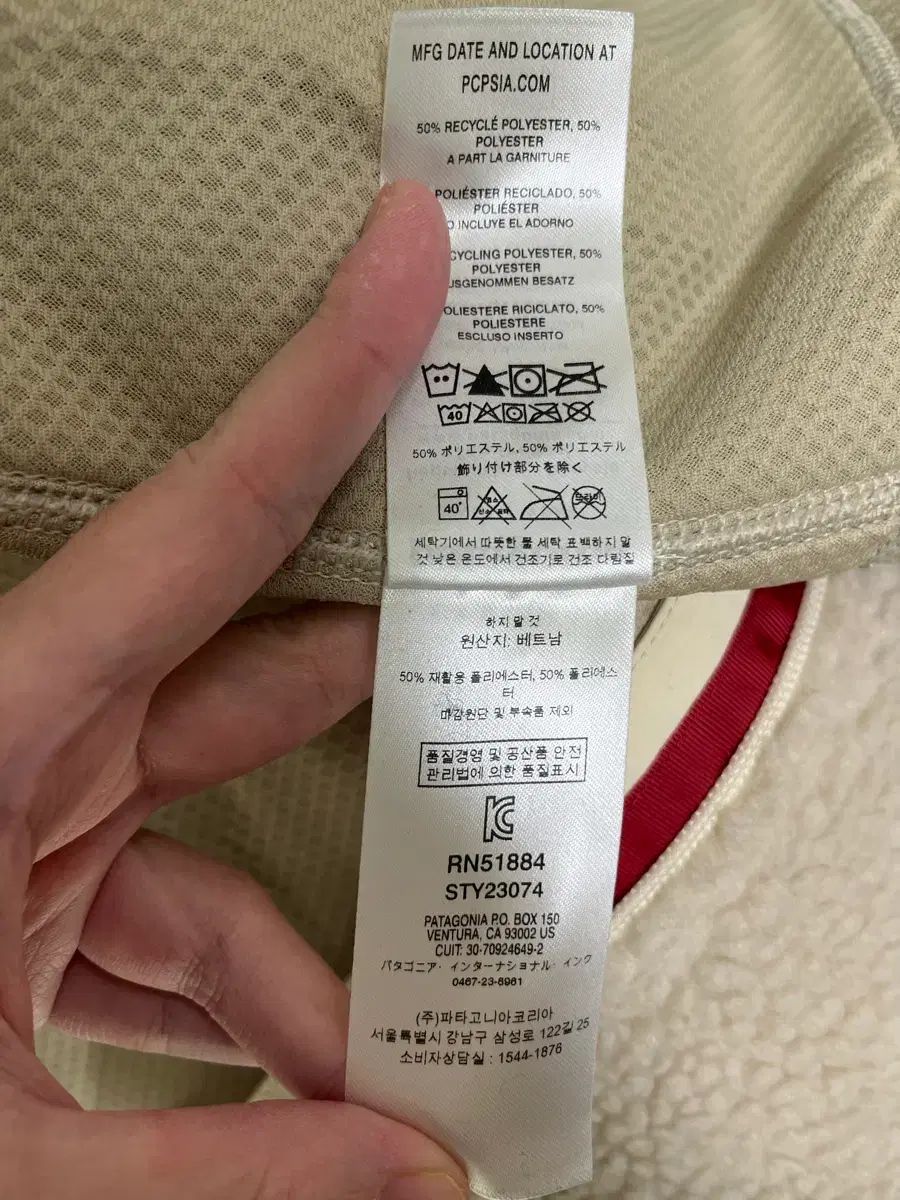 MFG DATE AND LOCATION AT
PCPSIA.COM
50% RECYCLÉ POLYESTER, 50%
POLYESTER
A PART LA GARNITURE
POLIÉSTER RECICLADO, 50%
POLIÉSTER
O INCLUYE EL ADORNO
CYCLING POLYESTER, 50%
POLYESTER
USGENOMMEN BESATZ
OLIESTERE RICICLATO, 50%
POLIESTERE
ESCLUSO INSERTO
40
50% ポリエステル, 50% ポリエステル
飾り付け部分を除く
40°
세탁기에서 따뜻한 물 세탁 표백하지 말
것 낮은 온도에서 건조기로 건조 다림질
하지 말 것
원산지: 베트남
50% 재활용 폴리에스터, 50% 폴리에스
터
마감원단 및 부속품 제외
품질경영 및 공산품 안전
관리법에 의한 품질표시
RN51884
STY23074
PATAGONIA P.O. BOX 150
VENTURA, CA 93002 US
CUIT: 30-70924649-2
パタゴニア・インターナショナル・インク
0467-23-8961
(주)파타고니아코리아
서울특별시 강남구 삼성로 122길 25
소비자상담실 : 1544-1876